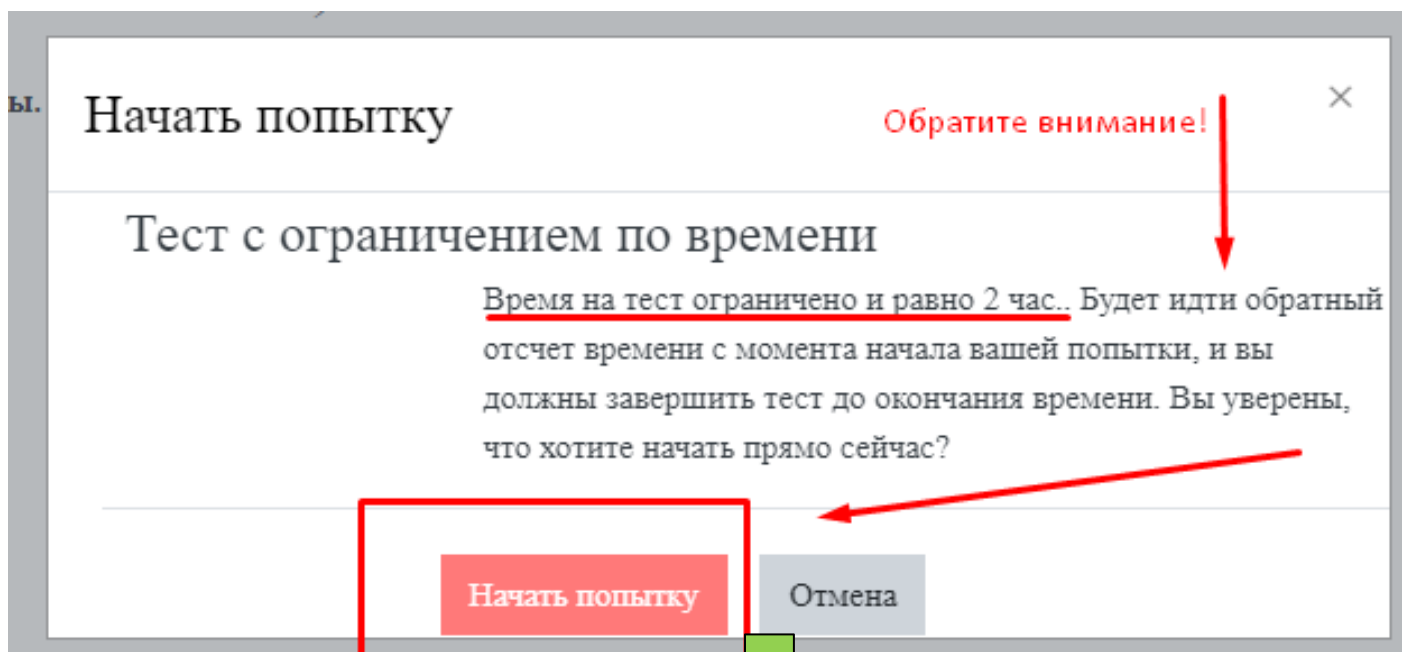 ы.
Начать попытку
Обратите внимание!
×
Тест с ограничением по времени
Время на тест ограничено и равно 2 час.. Будет идти обратный
отсчет времени с момента начала вашей попытки, и вы
должны завершить тест до окончания времени. Вы уверены,
что хотите начать прямо сейчас?
Начать попытку
Отмена